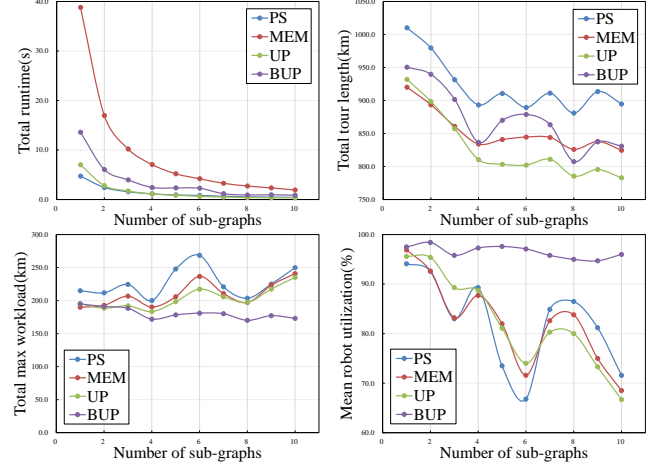 40.0
30.0
20.0
10.0
0.0
0 2 4 6 8 10
Total runtime(s)
Number of sub-graphs
PS
MEM
UP
BUP
1050.0
1000.0
950.0
900.0
850.0
800.0
750.0
0 2 4 6 8 10
Total tour length(km)
Number of sub-graphs
PS
MEM
UP
BUP
300.0
250.0
200.0
150.0
100.0
50.0
0.0
0 2 4 6 8 10
Total max workload(km)
Number of sub-graphs
PS
MEM
UP
BUP
100.0
90.0
80.0
70.0
60.0
0 2 4 6 8 10
Mean robot utilization(%)
Number of sub-graphs
PS
MEM
UP
BUP